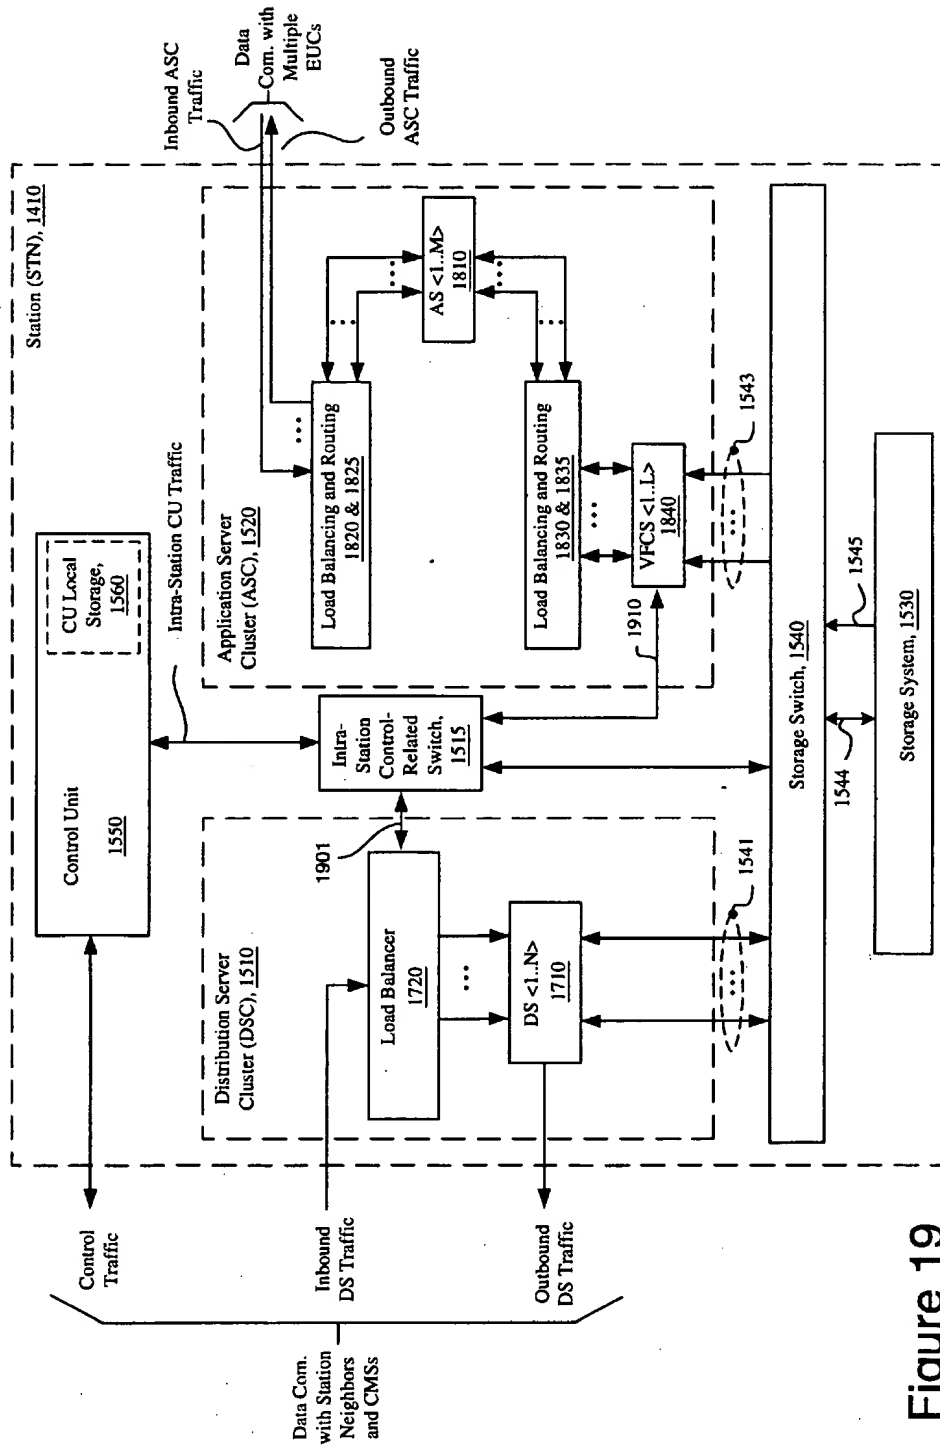 Data Com.
with Station
Neighbors
and CMSs
Control
Traffic
Inbound
DS Traffic
Outbound
DS Traffic
Station (STN), 1410
Control Unit
1550
CU Local
Storage,
1560
Intra-Station CU Traffic
Distribution Server
Cluster (DSC), 1510
Load Balancer
1720
...
DS <1..N>
1710
1901
Intra-
Station
Control-
Related
Switch,
1515
1910
Application Server
Cluster (ASC), 1520
Load Balancing and Routing
1820 & 1825
...
...
...
AS <1..M>
1810
...
...
Load Balancing and Routing
1830 & 1835
...
VFCS <1..L>
1840
Inbound ASC
Traffic
Data
Com. with
Multiple
EUCs
Outbound
ASC Traffic
...
1541
...
1543
Storage Switch, 1540
1544
1545
Storage System, 1530
Figure 19